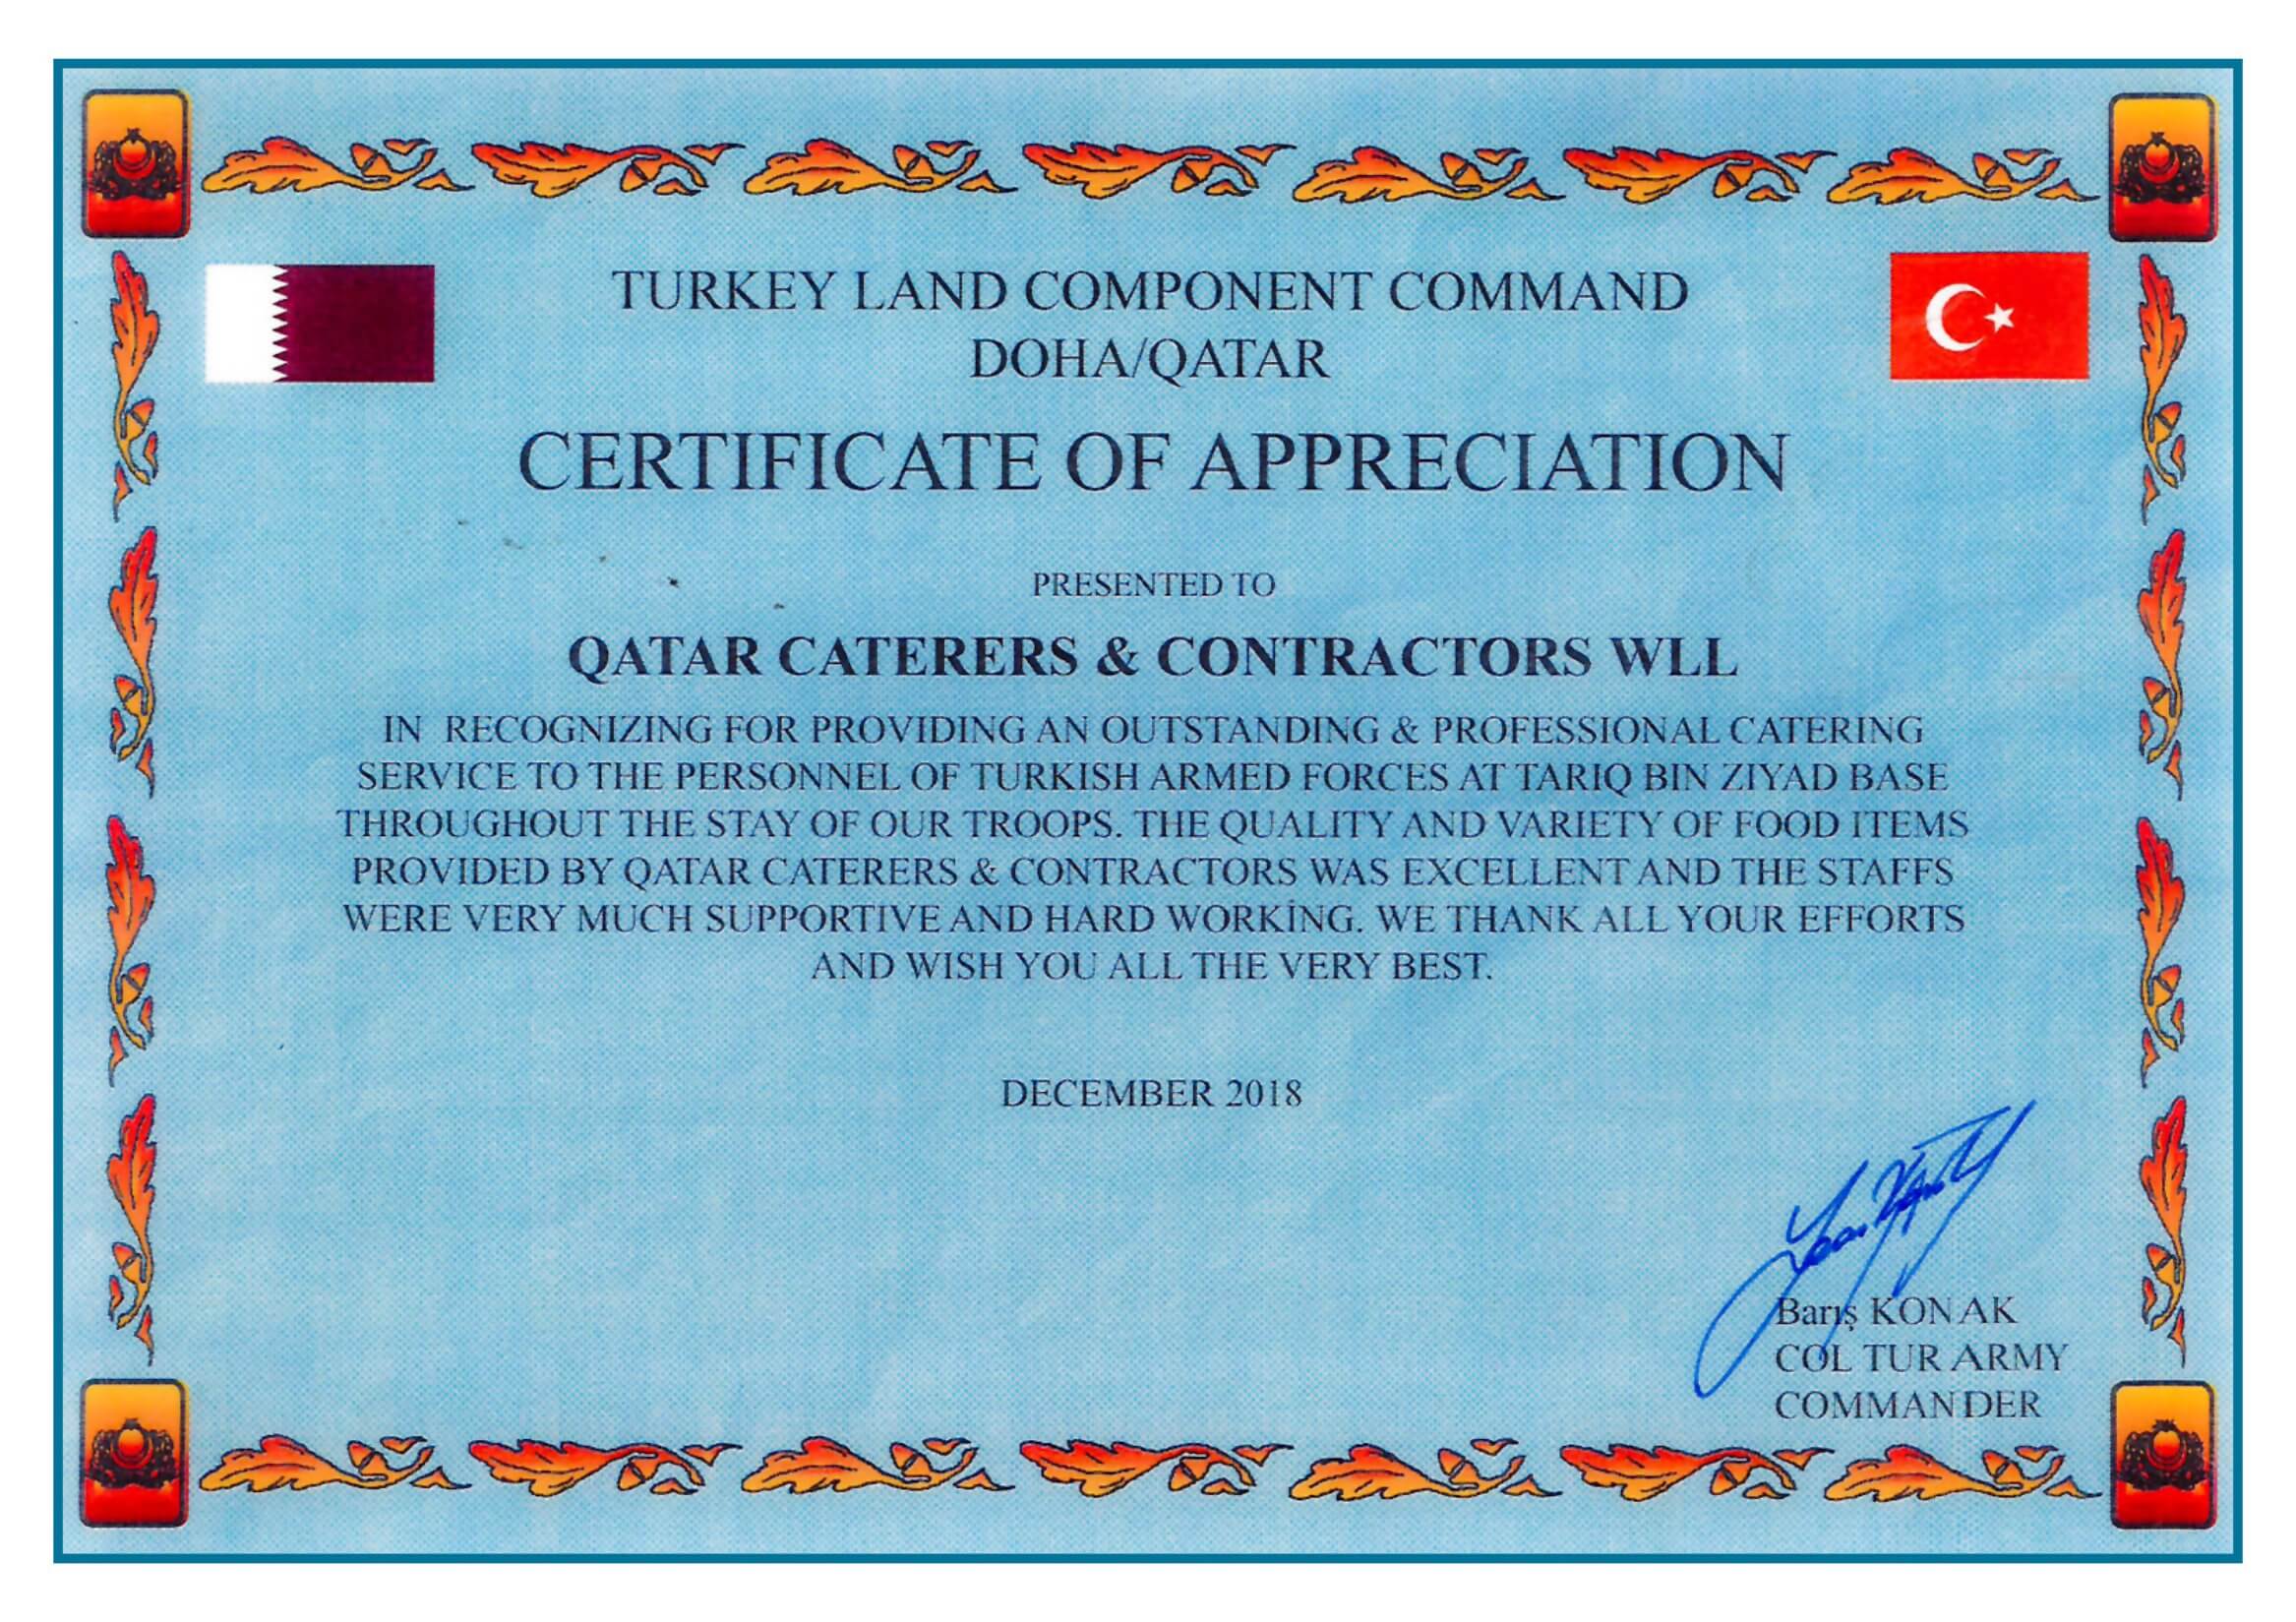 TURKEY LAND COMPONENT COMMAND
DOHA/QATAR
CERTIFICATE OF APPRECIATION
PRESENTED TO
QATAR CATERERS & CONTRACTORS WLL
IN RECOGNIZING FOR PROVIDING AN OUTSTANDING & PROFESSIONAL CATERING
SERVICE TO THE PERSONNEL OF TURKISH ARMED FORCES AT TARIQ BIN ZIYAD BASE
THROUGHOUT THE STAY OF OUR TROOPS. THE QUALITY AND VARIETY OF FOOD ITEMS
PROVIDED BY QATAR CATERERS & CONTRACTORS WAS EXCELLENT AND THE STAFFS
WERE VERY MUCH SUPPORTIVE AND HARD WORKİNG. WE THANK ALL YOUR EFFORTS
AND WISH YOU ALL THE VERY BEST.
DECEMBER 2018
Barış KONAK
COL TUR ARMY
COMMANDER